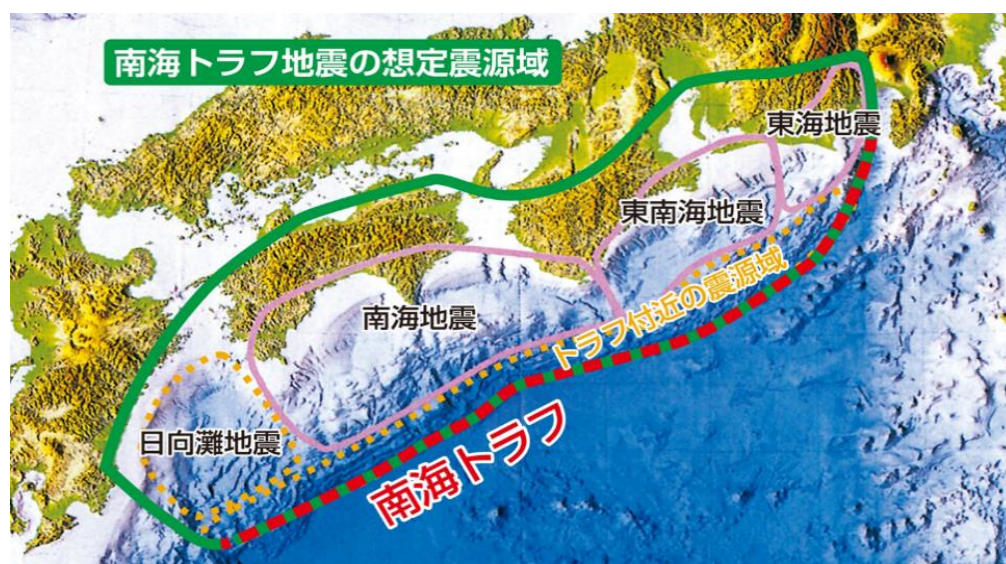 南海トラフ地震の想定震源域
東海地震
東南海地震
トラフ付近の震源域
南海地震
日向灘地震
南海トラフ